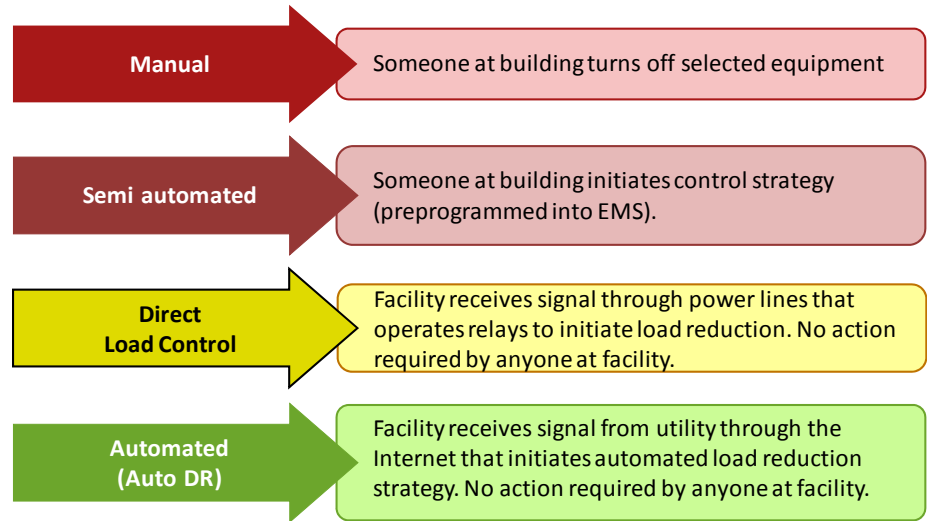 Manual
Someone at building turns off selected equipment
Semi automated
Someone at building initiates control strategy
(preprogrammed into EMS).
Direct
Load Control
Facility receives signal through power lines that
operates relays to initiate load reduction. No action
required by anyone at facility.
Automated
(Auto DR)
Facility receives signal from utility through the
Internet that initiates automated load reduction
strategy. No action required by anyone at facility.